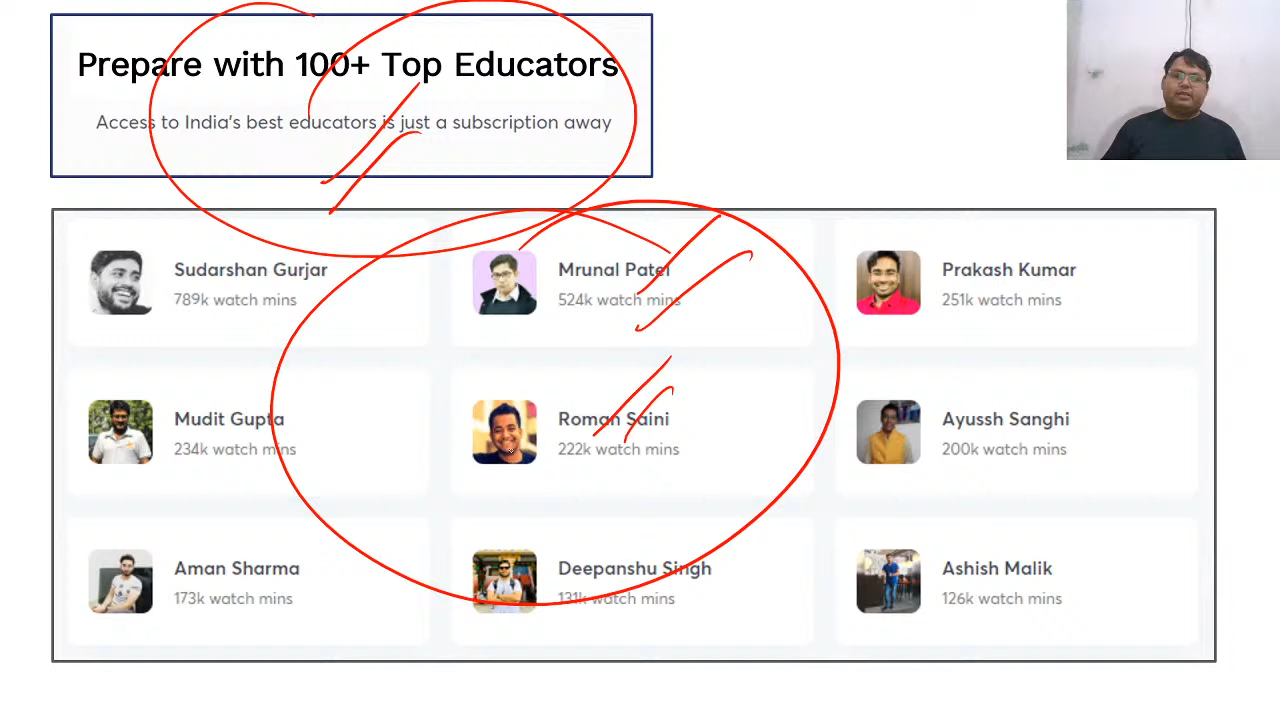 Prepare with 100+ Top Educators
Access to India's best educators is just a subscription away
Sudarshan Gurjar
789k watch mins
Mrunal Patel
524k watch mins
Prakash Kumar
251k watch mins
Mudit Gupta
234k watch mins
Roman Saini
222k watch mins
Ayussh Sanghi
200k watch mins
Aman Sharma
173k watch mins
Deepanshu Singh
131k watch mins
Ashish Malik
126k watch mins